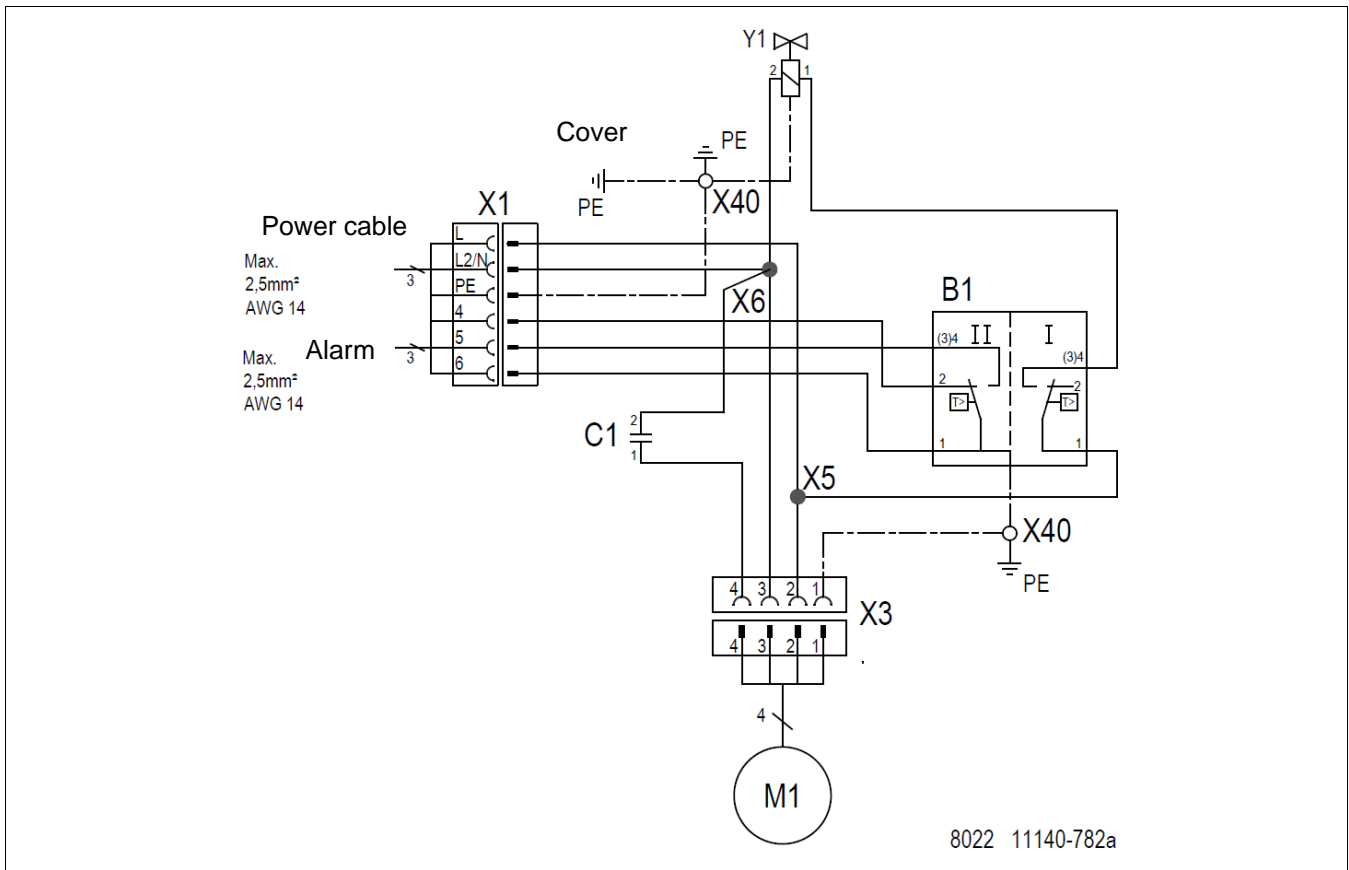 Y1
2 1
Cover
PE
X1
PE
X40
Power cable
L
Max.
2,5mm²
AWG 14
3
L2/N
PE
X6
B1
4
(3)4 II I
Alarm
3
5
(3)4
Max.
2,5mm²
AWG 14
6
2
2
T>
T>
C1
2
1
1
1
X5
X40
PE
4 3 2 1
X3
4 3 2 1
4
M1
8022 11140-782a